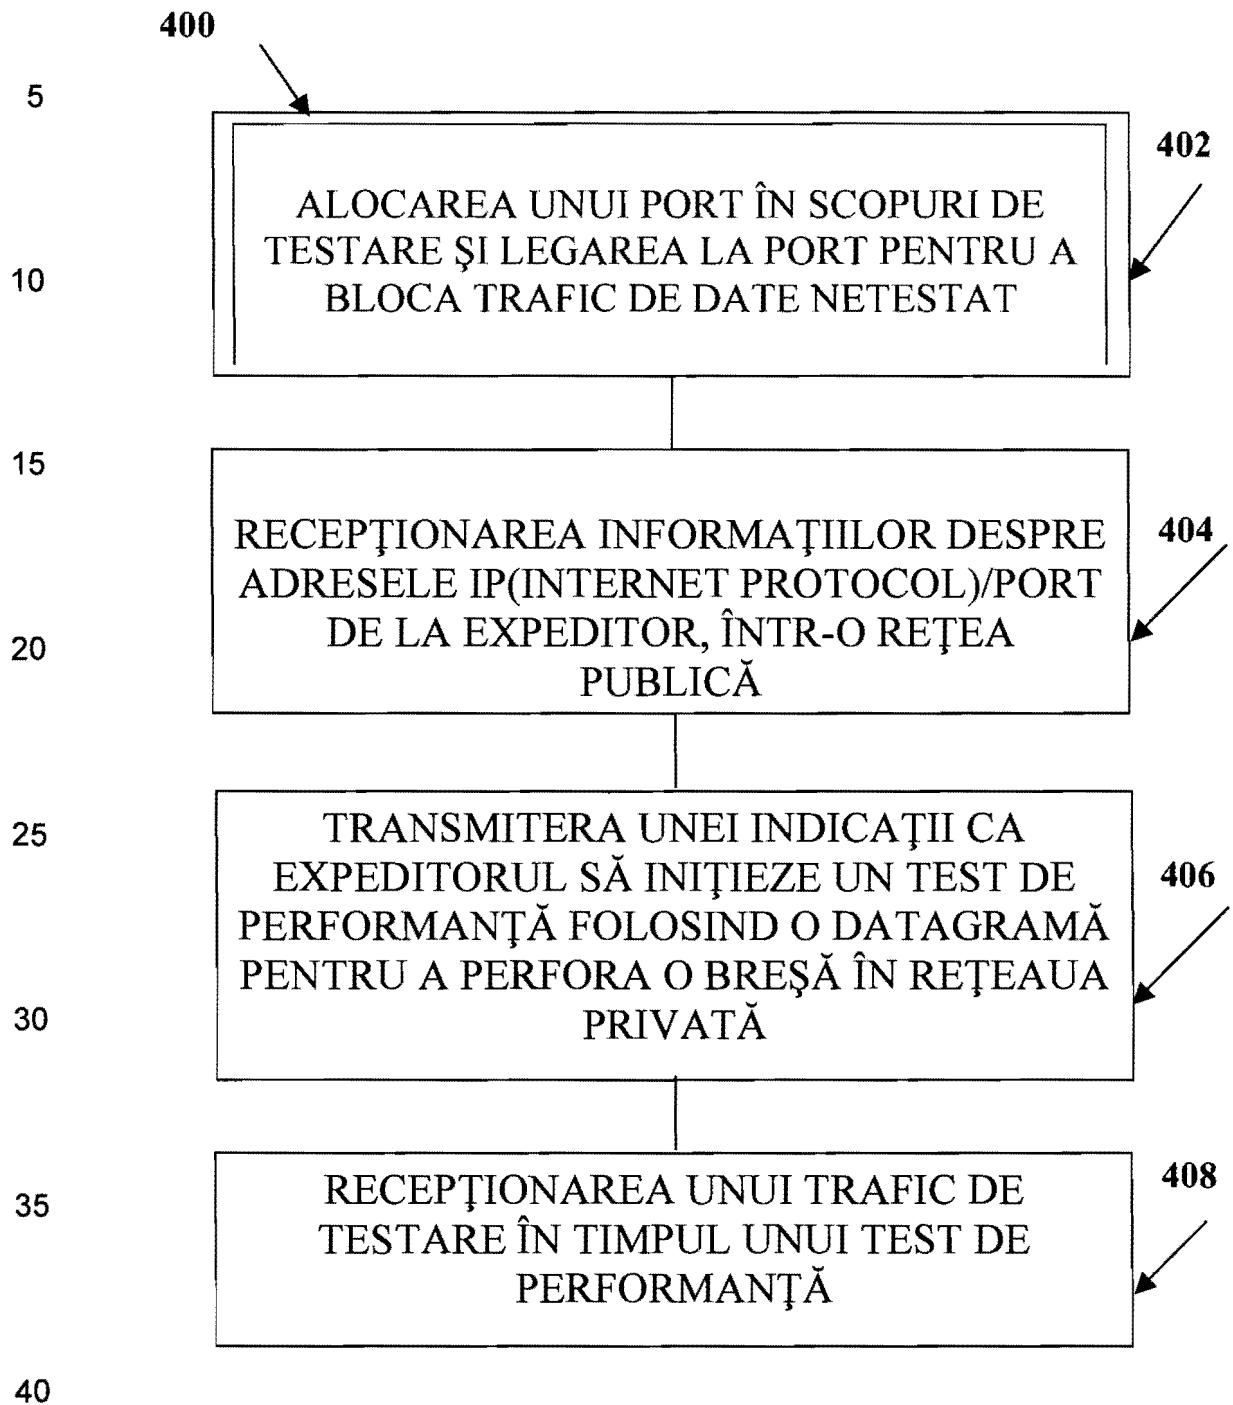 400
5
402
ALOCAREA UNUI PORT ÎN SCOPURI DE
TESTARE ŞI LEGAREA LA PORT PENTRU A
10
BLOCA TRAFIC DE DATE NETESTAT
15
404
RECEPŢIONAREA INFORMAŢIILOR DESPRE
ADRESELE IP(INTERNET PROTOCOL)/PORT
DE LA EXPEDITOR, ÎNTR-O REŢEA
20
PUBLICĂ
25
TRANSMITERA UNEI INDICAŢII CA
EXPEDITORUL SĂ INIŢIEZE UN TEST DE
406
PERFORMANŢĂ FOLOSIND O DATAGRAMĂ
PENTRU A PERFORA O BREŞĂ ÎN REŢEAUA
30
PRIVATĂ
408
RECEPŢIONAREA UNUI TRAFIC DE
35
TESTARE ÎN TIMPUL UNUI TEST DE
PERFORMANŢĂ
40